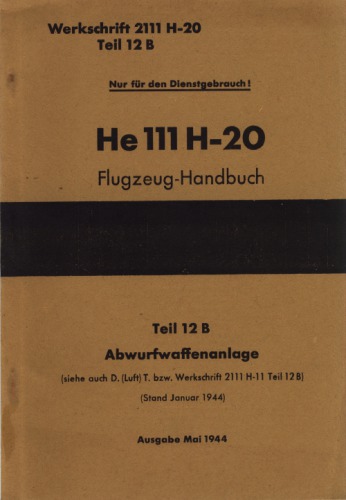 Werkschrift 2111 H-20
Teil 12 B
Nur für den Dienstgebrauch!
He 111 H-20
Flugzeug-Handbuch
Teil 12 B
Abwurfwaffenanlage
(siehe auch D. (Luft) T. bzw. Werkschrift 2111 H-11 Teil 12 B)
(Stand Januar 1944)
Ausgabe Mai 1944